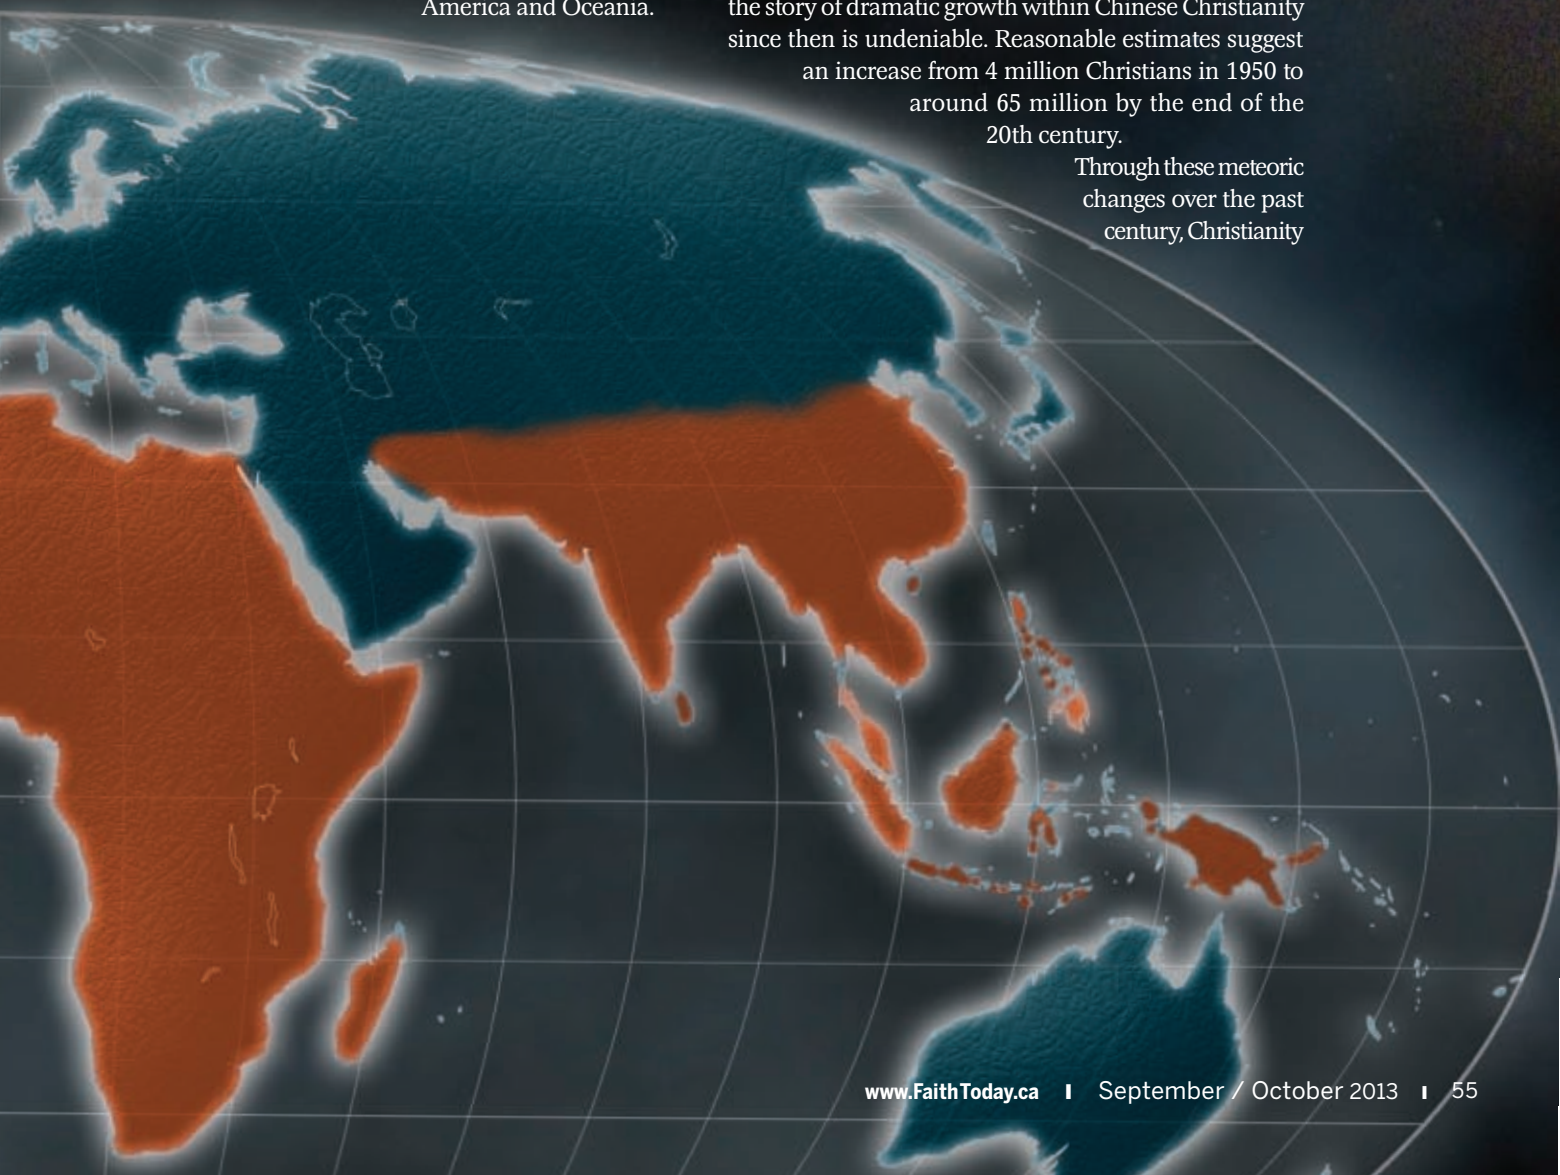 America and Oceania.
the story of dramatic growth within Chinese Christianity
since then is undeniable. Reasonable estimates suggest
an increase from 4 million Christians in 1950 to
around 65 million by the end of the
20th century.
Through these meteoric
changes over the past
century, Christianity
www.FaithToday.ca I September / October 2013 I 55